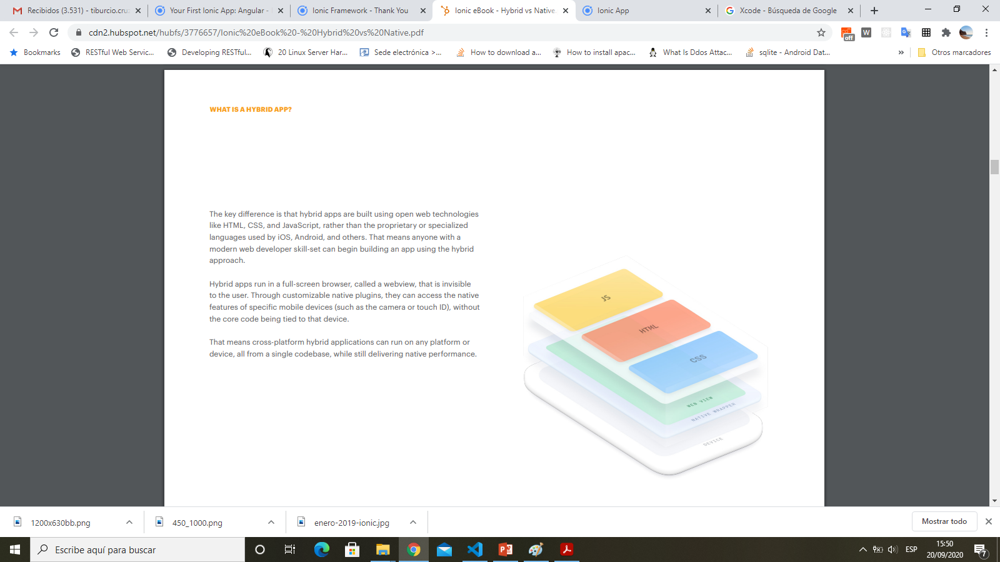 Recibidos (3.531) - tiburcio.cru
Your First Ionic App: Angular -
Ionic Framework - Thank You
Ionic eBook - Hybrid vs Native.
Ionic App
Xcode - Búsqueda de Google
cdn2.hubspot.net/hubfs/3776657/Ionic%20eBook%20-%20Hybrid%20vs%20Native.pdf
off
W
Bookmarks
RESTful Web Servic...
Developing RESTful...
20 Linux Server Har...
Sede electrónica >...
How to download a...
How to install apac...
What Is Ddos Attac...
sqlite - Android Dat...
»
Otros marcadores
WHAT IS A HYBRID APP?
The key difference is that hybrid apps are built using open web technologies
like HTML, CSS, and JavaScript, rather than the proprietary or specialized
languages used by iOS, Android, and others. That means anyone with a
modern web developer skill-set can begin building an app using the hybrid
approach.
Hybrid apps run in a full-screen browser, called a webview, that is invisible
to the user. Through customizable native plugins, they can access the native
features of specific mobile devices (such as the camera or touch ID), without
the core code being tied to that device.
That means cross-platform hybrid applications can run on any platform or
device, all from a single codebase, while still delivering native performance.
JS
HTML
CSS
WEB VIEW
NATIVE WRAPPER
DEVICE
1200x630bb.png
450_1000.png
enero-2019-ionic.jpg
Mostrar todo
Escribe aquí para buscar
ESP
15:50
20/09/2020
7